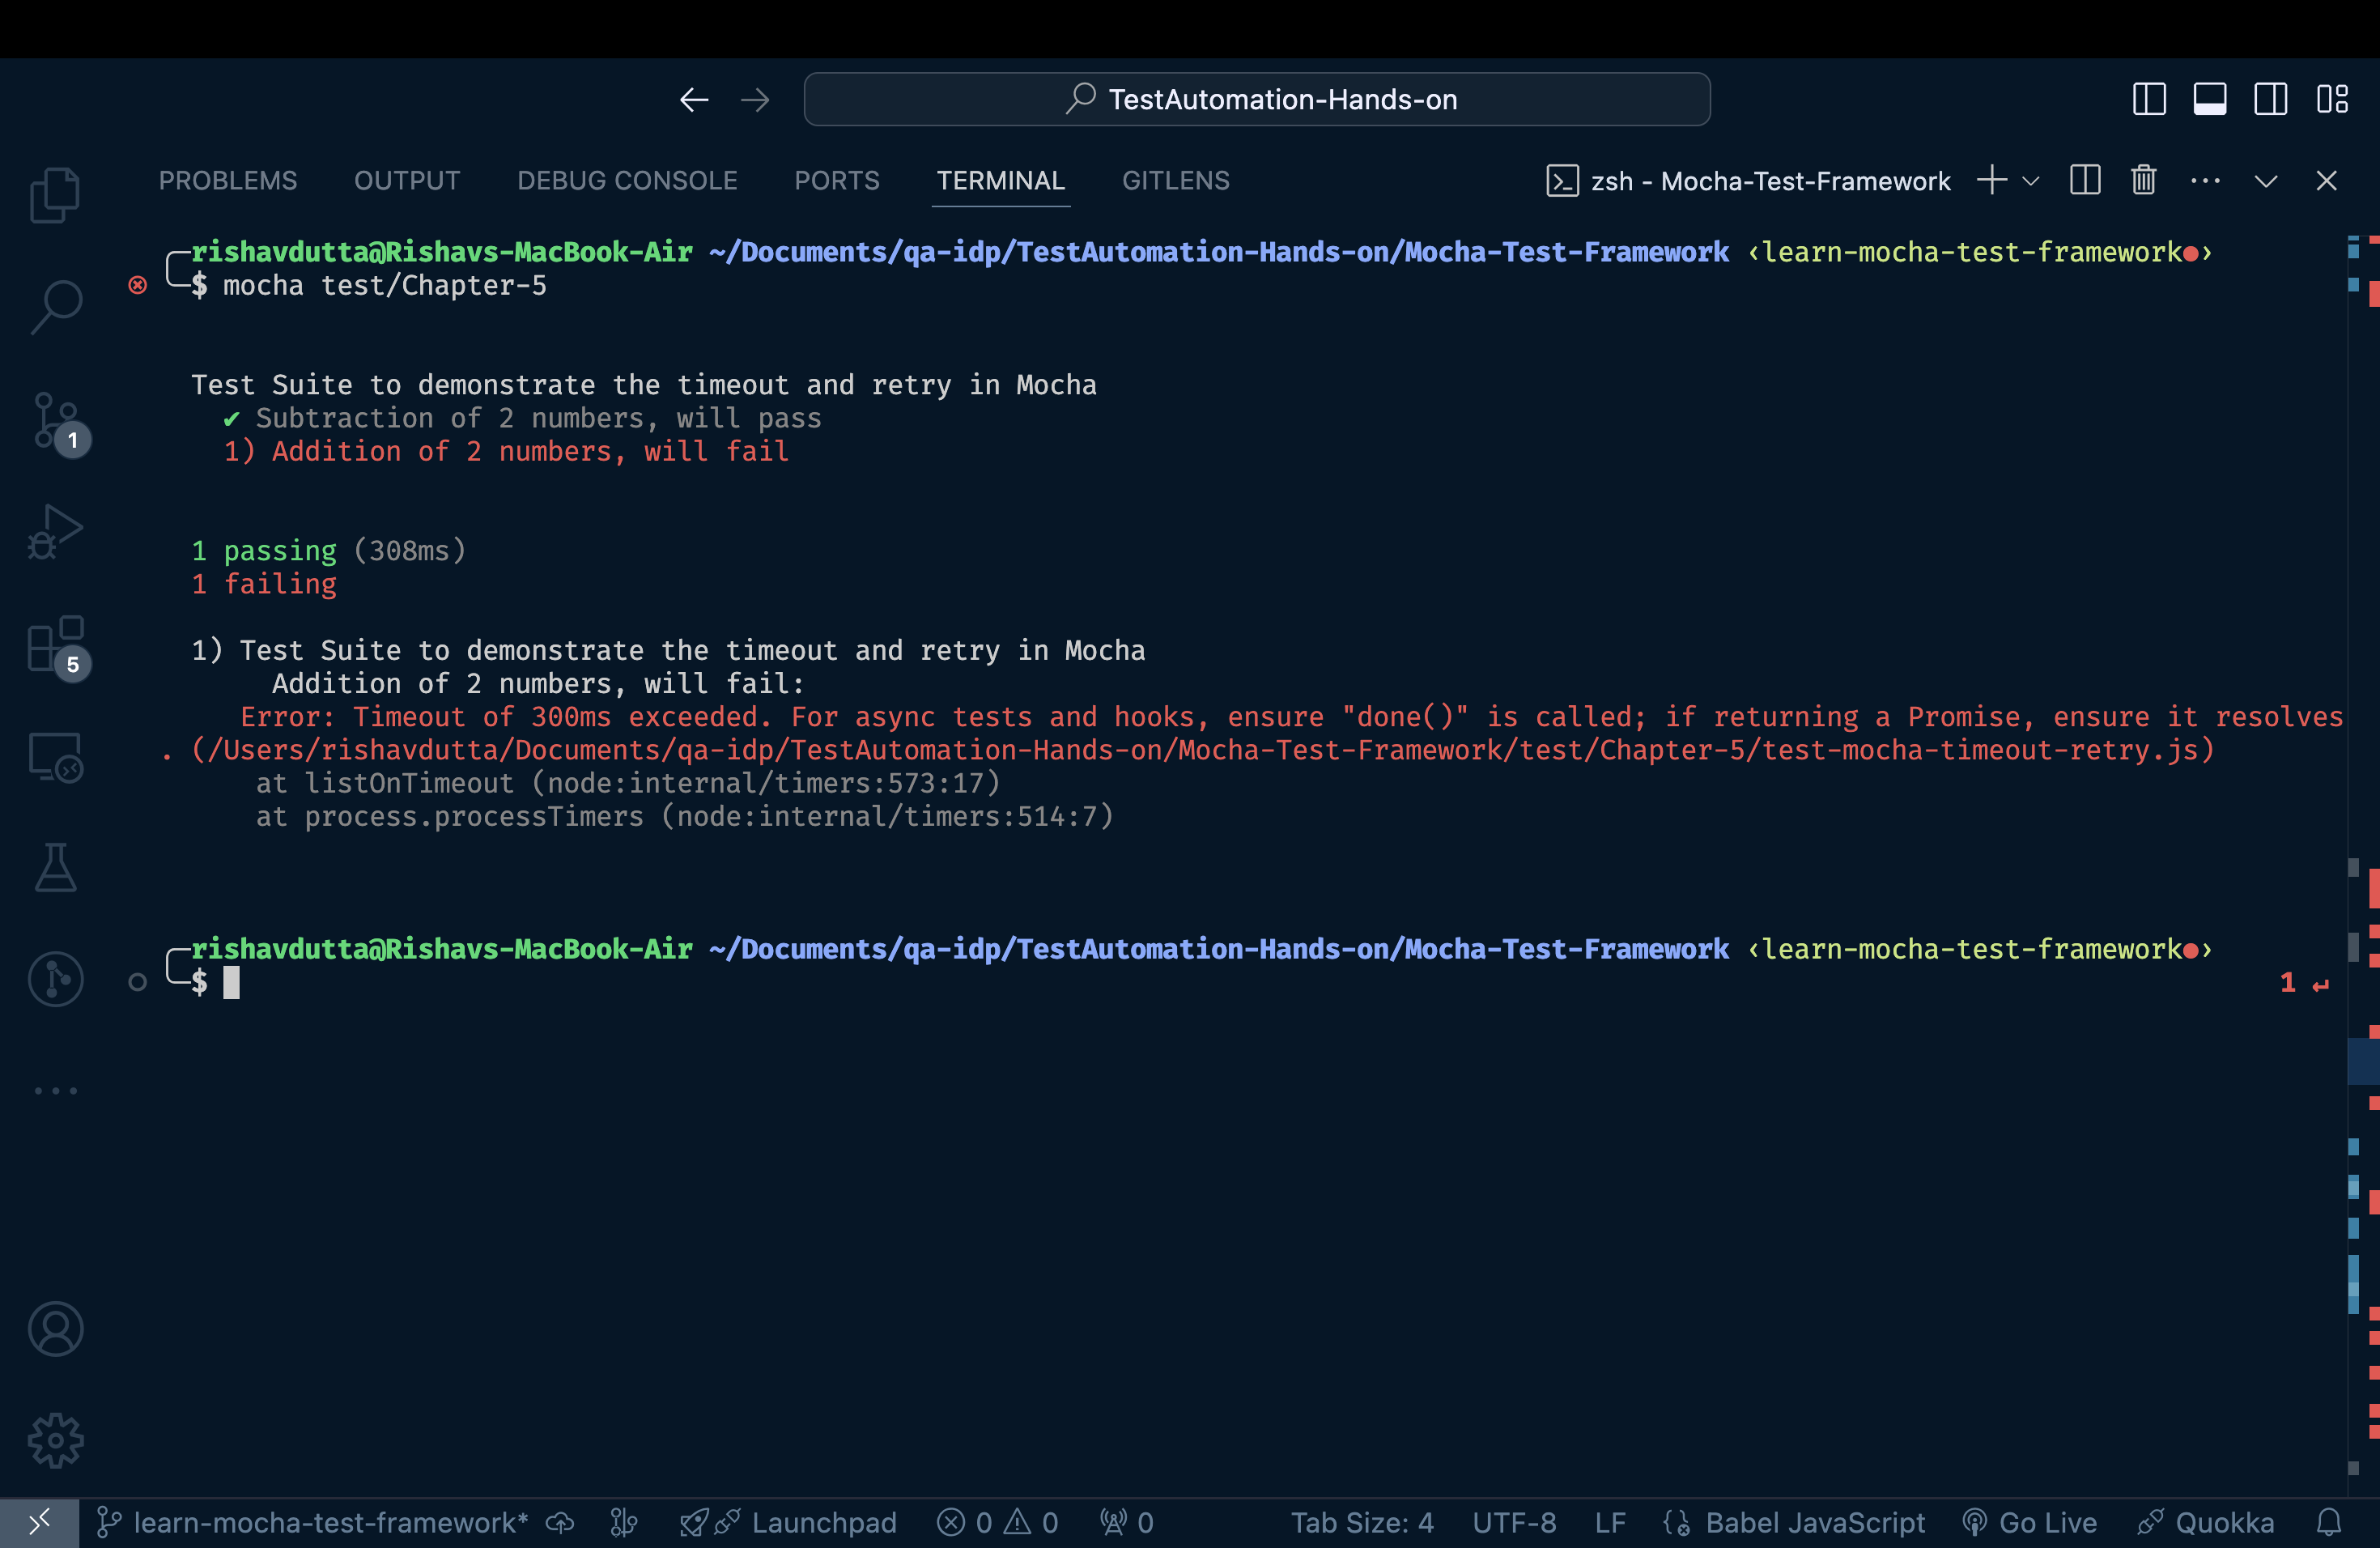 TestAutomation-Hands-on
PROBLEMS OUTPUT DEBUG CONSOLE PORTS TERMINAL GITLENS zsh - Mocha-Test-Framework
rishavdutta@Rishavs-MacBook-Air ~/Documents/qa-idp/TestAutomation-Hands-on/Mocha-Test-Framework ‹learn-mocha-test-framework●›
$ mocha test/Chapter-5
Test Suite to demonstrate the timeout and retry in Mocha
✔ Subtraction of 2 numbers, will pass
1) Addition of 2 numbers, will fail
1 passing (308ms)
1 failing
1) Test Suite to demonstrate the timeout and retry in Mocha
Addition of 2 numbers, will fail:
Error: Timeout of 300ms exceeded. For async tests and hooks, ensure "done()" is called; if returning a Promise, ensure it resolves
. (/Users/rishavdutta/Documents/qa-idp/TestAutomation-Hands-on/Mocha-Test-Framework/test/Chapter-5/test-mocha-timeout-retry.js)
at listOnTimeout (node:internal/timers:573:17)
at process.processTimers (node:internal/timers:514:7)
rishavdutta@Rishavs-MacBook-Air ~/Documents/qa-idp/TestAutomation-Hands-on/Mocha-Test-Framework ‹learn-mocha-test-framework●›
$ 1 ↵
1
5
learn-mocha-test-framework* Launchpad 0 0 0 Tab Size: 4 UTF-8 LF Babel JavaScript Go Live Quokka